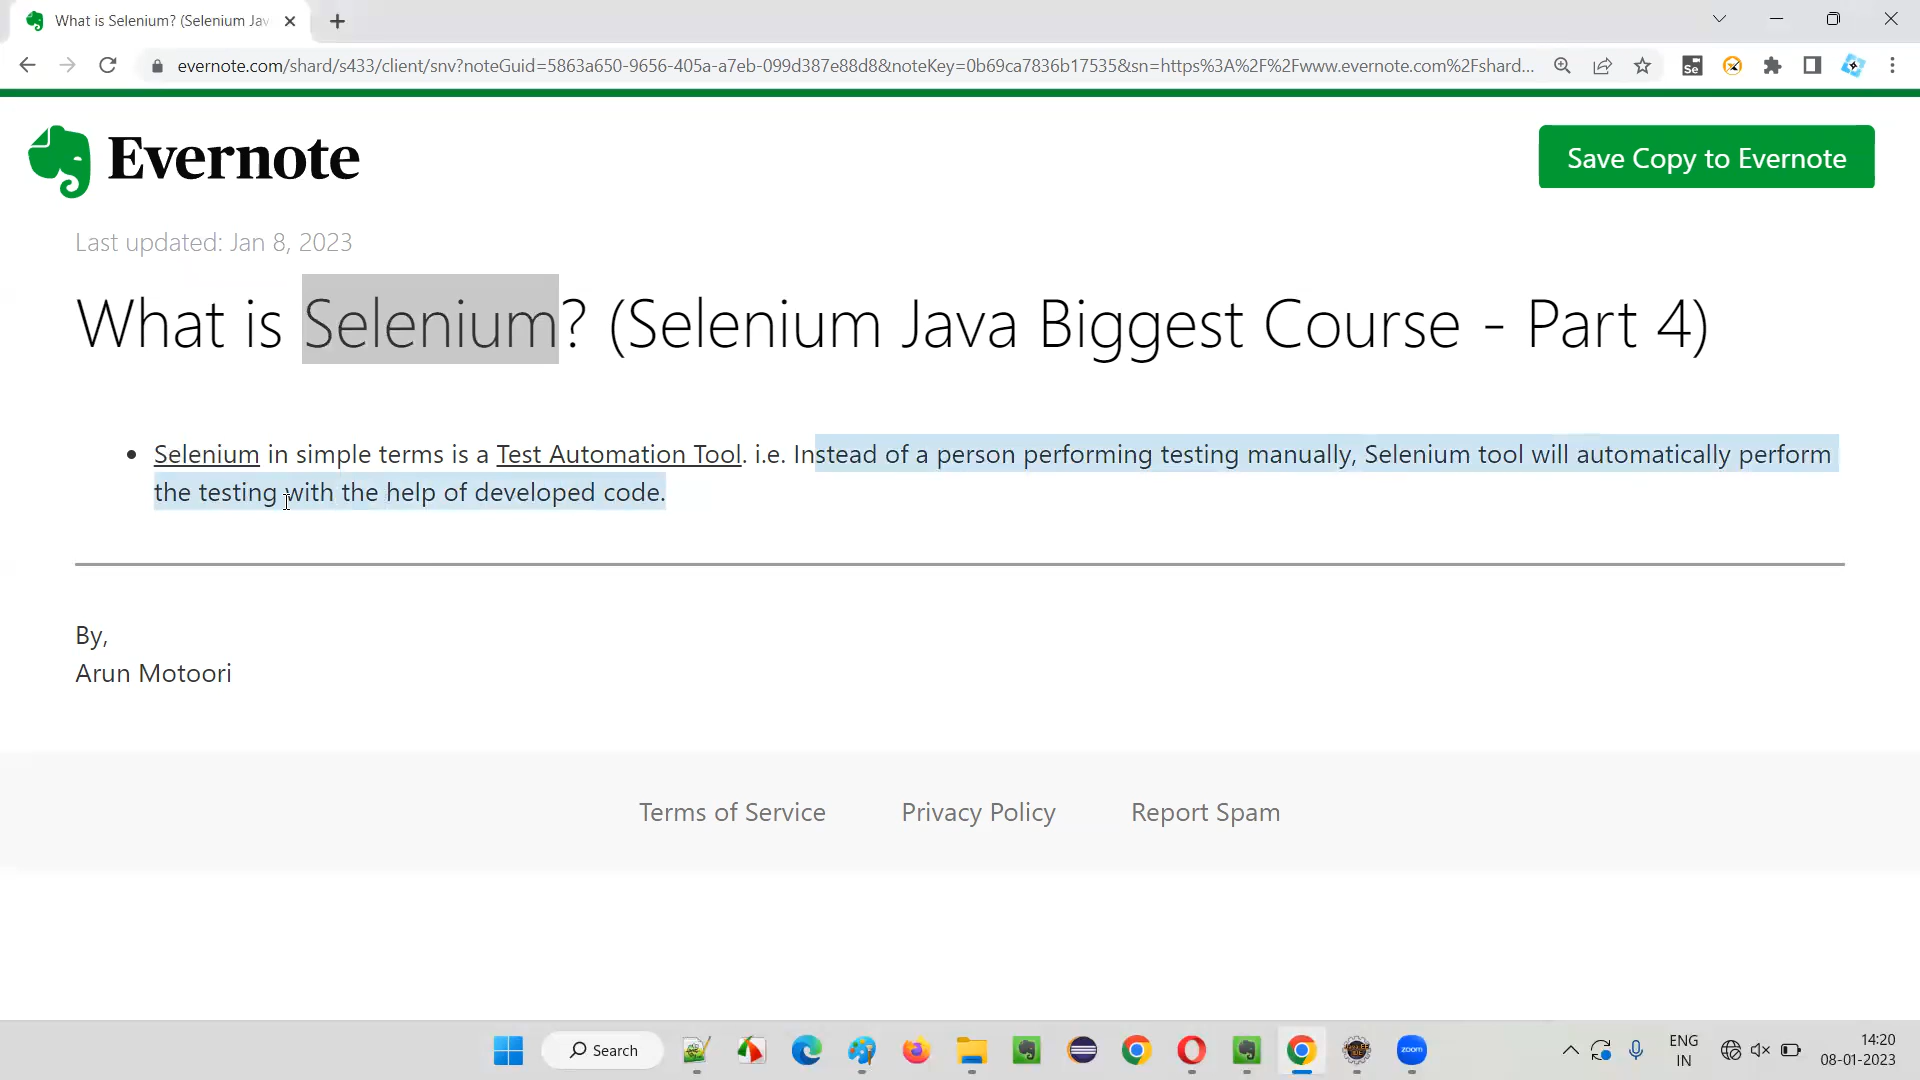 What is Selenium? (Selenium Jav
evernote.com/shard/s433/client/snv?noteGuid=5863a650-9656-405a-a7eb-099d387e88d8&noteKey=0b69ca7836b17535&sn=https%3A%2F%2Fwww.evernote.com%2Fshard...
Se
Evernote
Save Copy to Evernote
Last updated: Jan 8, 2023
What is Selenium? (Selenium Java Biggest Course - Part 4)
• Selenium in simple terms is a Test Automation Tool. i.e. Instead of a person performing testing manually, Selenium tool will automatically perform
the testing with the help of developed code.
By,
Arun Motoori
Terms of Service Privacy Policy Report Spam
Search
zoom
ENG
IN
14:20
08-01-2023